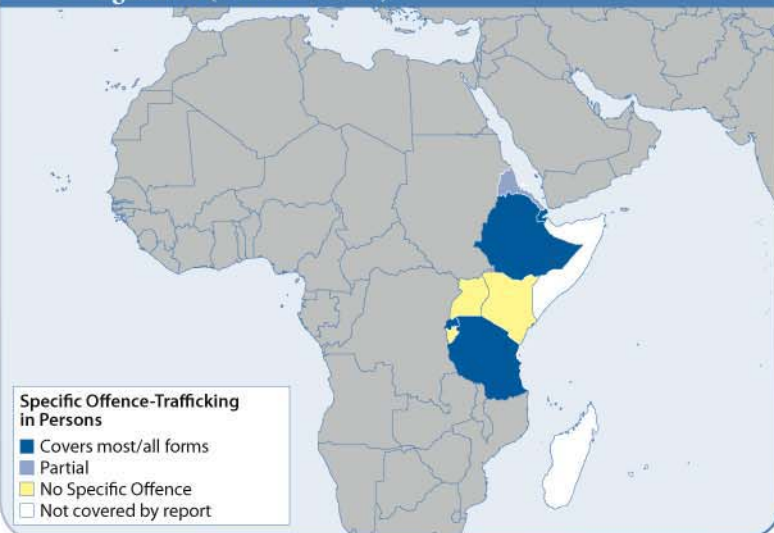 Specific Offence-Trafficking
in Persons
Covers most/all forms
Partial
No Specific Offence
Not covered by report